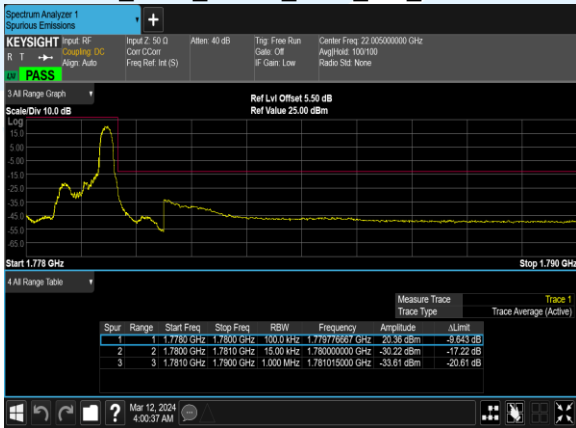 Spectrum Analyzer 1
Spurious Emissions
KEYSIGHT Input: RF
Coupling: DC
Align: Auto
R T
Input Z: 50 Ω
Corr CCorr
Freq Ref: Int (S)
Atten: 40 dB
Trig: Free Run
Gate: Off
IF Gain: Low
Center Freq: 22.005000000 GHz
Avg|Hold: 100/100
Radio Std: None
PASS
3 All Range Graph
Scale/Div 10.0 dB
Ref Lvl Offset 5.50 dB
Ref Value 25.00 dBm
Log
15.0
5.00
-5.00
-15.0
-25.0
-35.0
-45.0
-55.0
-65.0
Start 1.778 GHz
Stop 1.790 GHz
4 All Range Table
Measure Trace Trace 1
Trace Type Trace Average (Active)
Spur Range Start Freq Stop Freq RBW Frequency Amplitude ΔLimit
1 1 1.7780 GHz 1.7800 GHz 100.0 kHz 1.779776667 GHz 20.36 dBm -9.643 dB
2 2 1.7800 GHz 1.7810 GHz 15.00 kHz 1.780000000 GHz -30.22 dBm -17.22 dB
3 3 1.7810 GHz 1.7900 GHz 1.000 MHz 1.781015000 GHz -33.61 dBm -20.61 dB
?
Mar 12, 2024
4:00:37 AM